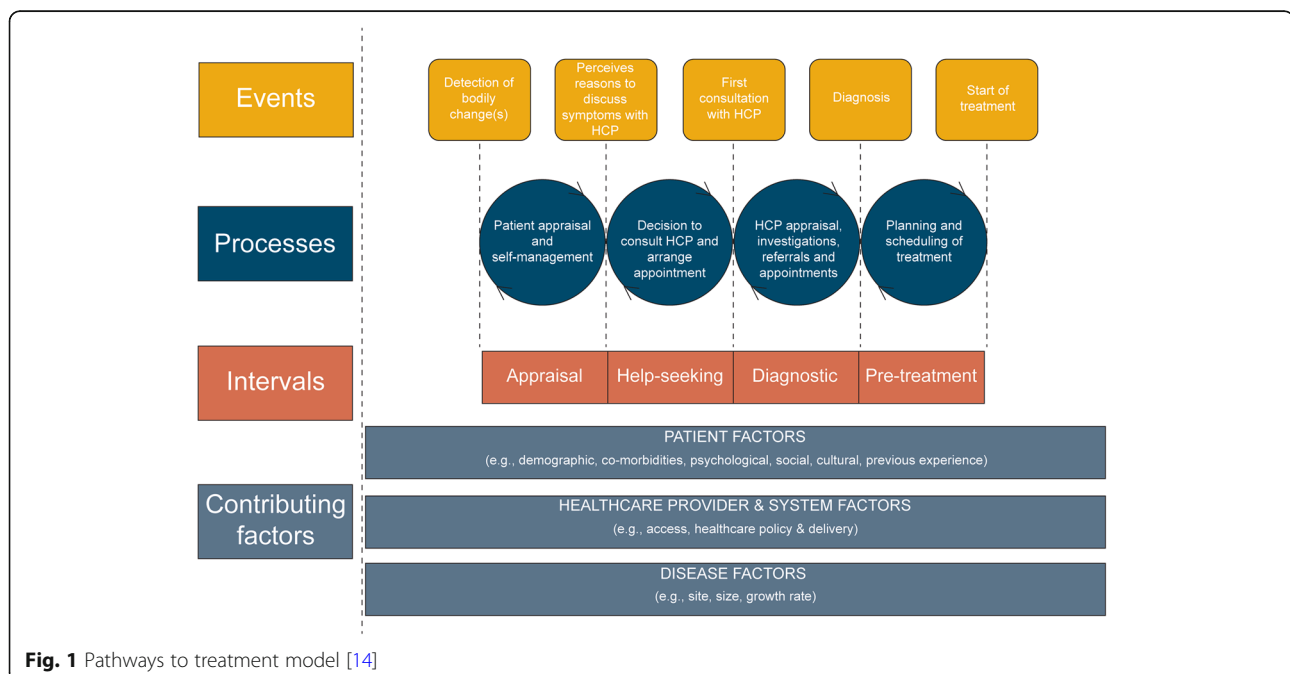 Events
Detection of
bodily
change(s)
Perceives
reasons to
discuss
symptoms with
HCP
First
consultation
with HCP
Diagnosis
Start of
treatment
Processes
Patient appraisal
and
self-management
Decision to
consult HCP and
arrange
appointment
HCP appraisal,
investigations,
referrals and
appointments
Planning and
scheduling of
treatment
Intervals
Appraisal
Help-seeking
Diagnostic
Pre-treatment
Contributing
factors
PATIENT FACTORS
(e.g., demographic, co-morbidities, psychological, social, cultural, previous experience)
HEALTHCARE PROVIDER & SYSTEM FACTORS
(e.g., access, healthcare policy & delivery)
DISEASE FACTORS
(e.g., site, size, growth rate)
Fig. 1 Pathways to treatment model [14]